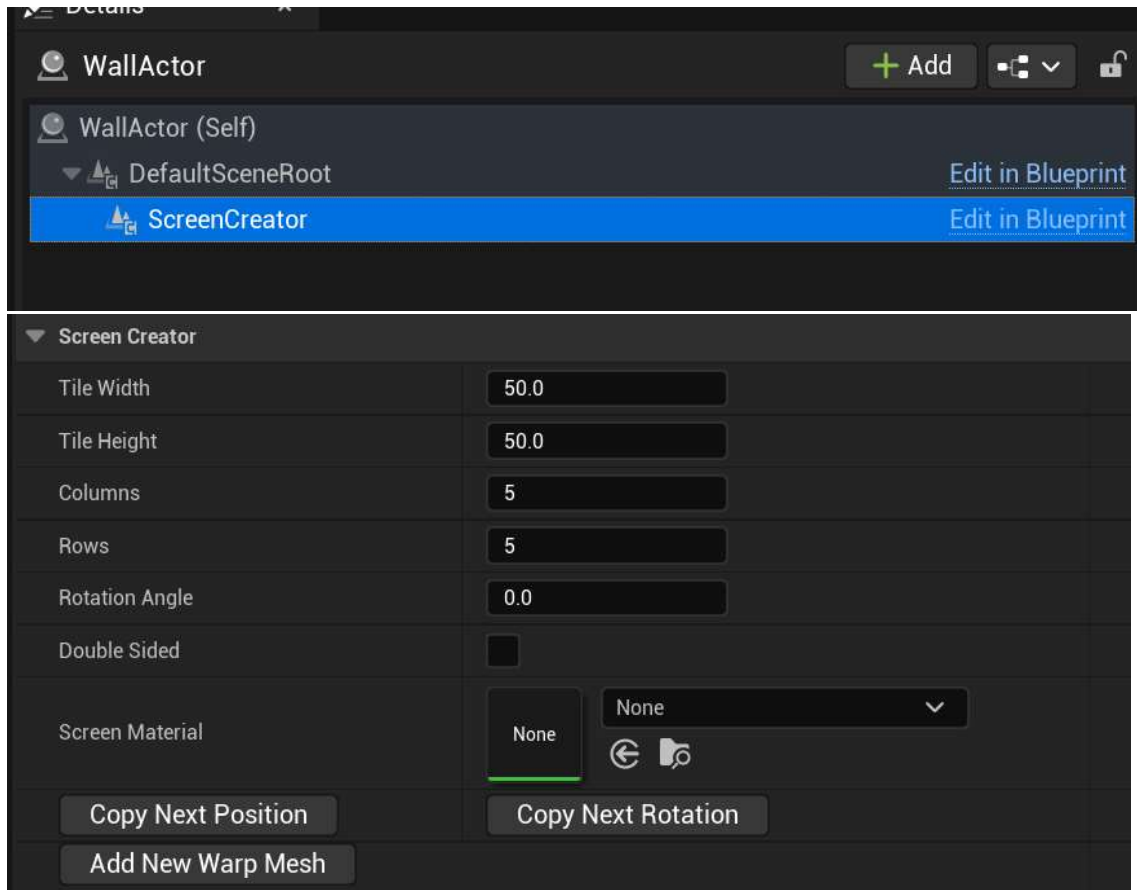 Details
WallActor
Add
WallActor (Self)
DefaultSceneRoot Edit in Blueprint
ScreenCreator Edit in Blueprint
Screen Creator
Tile Width 50.0
Tile Height 50.0
Columns 5
Rows 5
Rotation Angle 0.0
Double Sided
None
Screen Material None
Copy Next Position Copy Next Rotation
Add New Warp Mesh